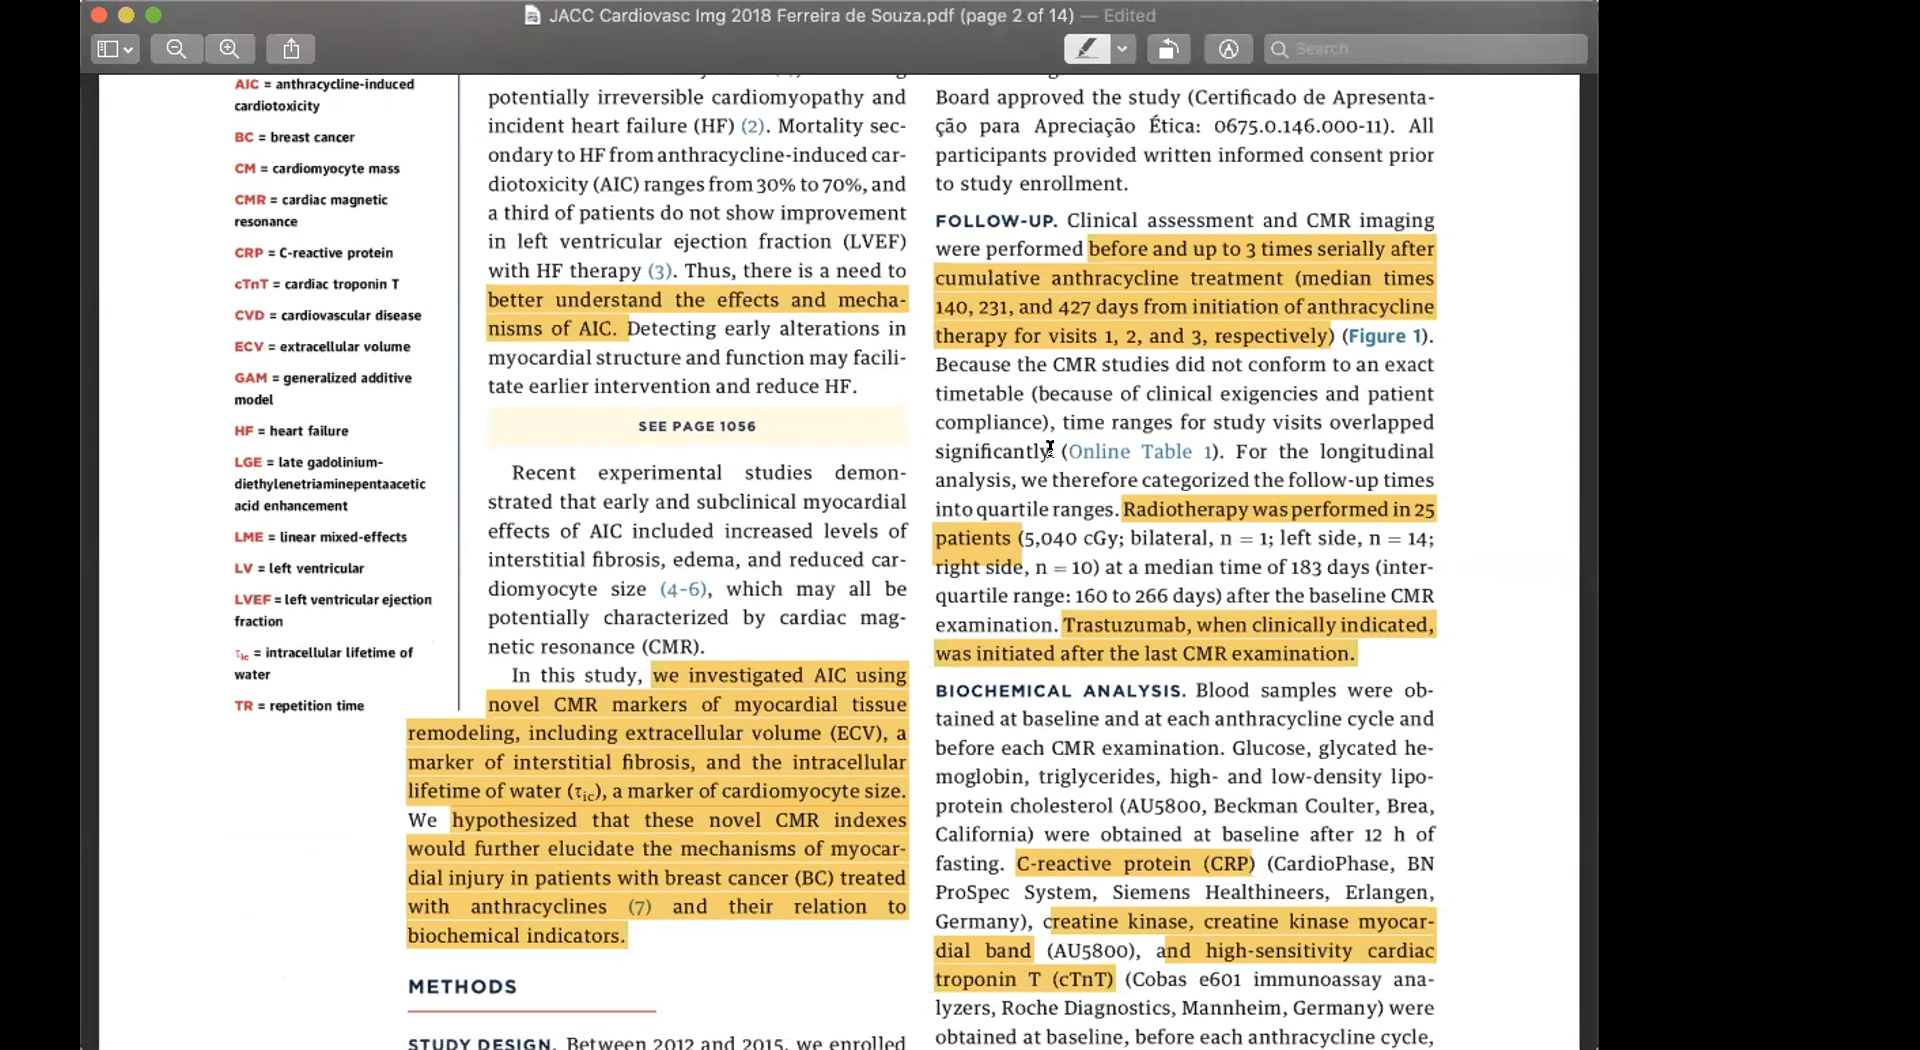 JACC Cardiovasc Img 2018 Ferreira de Souza.pdf (page 2 of 14) — Edited
Search
AIC = anthracycline-induced
cardiotoxicity
BC = breast cancer
CM = cardiomyocyte mass
CMR = cardiac magnetic
resonance
CRP = C-reactive protein
cTnT = cardiac troponin T
CVD = cardiovascular disease
ECV = extracellular volume
GAM = generalized additive
model
HF = heart failure
LGE = late gadolinium-
diethylenetriaminepentaacetic
acid enhancement
LME = linear mixed-effects
LV = left ventricular
LVEF = left ventricular ejection
fraction
τic = intracellular lifetime of
water
TR = repetition time
potentially irreversible cardiomyopathy and
incident heart failure (HF) (2). Mortality sec-
ondary to HF from anthracycline-induced car-
diotoxicity (AIC) ranges from 30% to 70%, and
a third of patients do not show improvement
in left ventricular ejection fraction (LVEF)
with HF therapy (3). Thus, there is a need to
better understand the effects and mecha-
nisms of AIC. Detecting early alterations in
myocardial structure and function may facili-
tate earlier intervention and reduce HF.
SEE PAGE 1056
Recent experimental studies demon-
strated that early and subclinical myocardial
effects of AIC included increased levels of
interstitial fibrosis, edema, and reduced car-
diomyocyte size (4-6), which may all be
potentially characterized by cardiac mag-
netic resonance (CMR).
In this study, we investigated AIC using
novel CMR markers of myocardial tissue
remodeling, including extracellular volume (ECV), a
marker of interstitial fibrosis, and the intracellular
lifetime of water (τic), a marker of cardiomyocyte size.
We hypothesized that these novel CMR indexes
would further elucidate the mechanisms of myocar-
dial injury in patients with breast cancer (BC) treated
with anthracyclines (7) and their relation to
biochemical indicators.
METHODS
STUDY DESIGN. Between 2012 and 2015, we enrolled
Board approved the study (Certificado de Apresenta-
ção para Apreciação Ética: 0675.0.146.000-11). All
participants provided written informed consent prior
to study enrollment.
FOLLOW-UP. Clinical assessment and CMR imaging
were performed before and up to 3 times serially after
cumulative anthracycline treatment (median times
140, 231, and 427 days from initiation of anthracycline
therapy for visits 1, 2, and 3, respectively) (Figure 1).
Because the CMR studies did not conform to an exact
timetable (because of clinical exigencies and patient
compliance), time ranges for study visits overlapped
significantly (Online Table 1). For the longitudinal
analysis, we therefore categorized the follow-up times
into quartile ranges. Radiotherapy was performed in 25
patients (5,040 cGy; bilateral, n = 1; left side, n = 14;
right side, n = 10) at a median time of 183 days (inter-
quartile range: 160 to 266 days) after the baseline CMR
examination. Trastuzumab, when clinically indicated,
was initiated after the last CMR examination.
BIOCHEMICAL ANALYSIS. Blood samples were ob-
tained at baseline and at each anthracycline cycle and
before each CMR examination. Glucose, glycated he-
moglobin, triglycerides, high- and low-density lipo-
protein cholesterol (AU5800, Beckman Coulter, Brea,
California) were obtained at baseline after 12 h of
fasting. C-reactive protein (CRP) (CardioPhase, BN
ProSpec System, Siemens Healthineers, Erlangen,
Germany), creatine kinase, creatine kinase myocar-
dial band (AU5800), and high-sensitivity cardiac
troponin T (cTnT) (Cobas e601 immunoassay ana-
lyzers, Roche Diagnostics, Mannheim, Germany) were
obtained at baseline, before each anthracycline cycle,